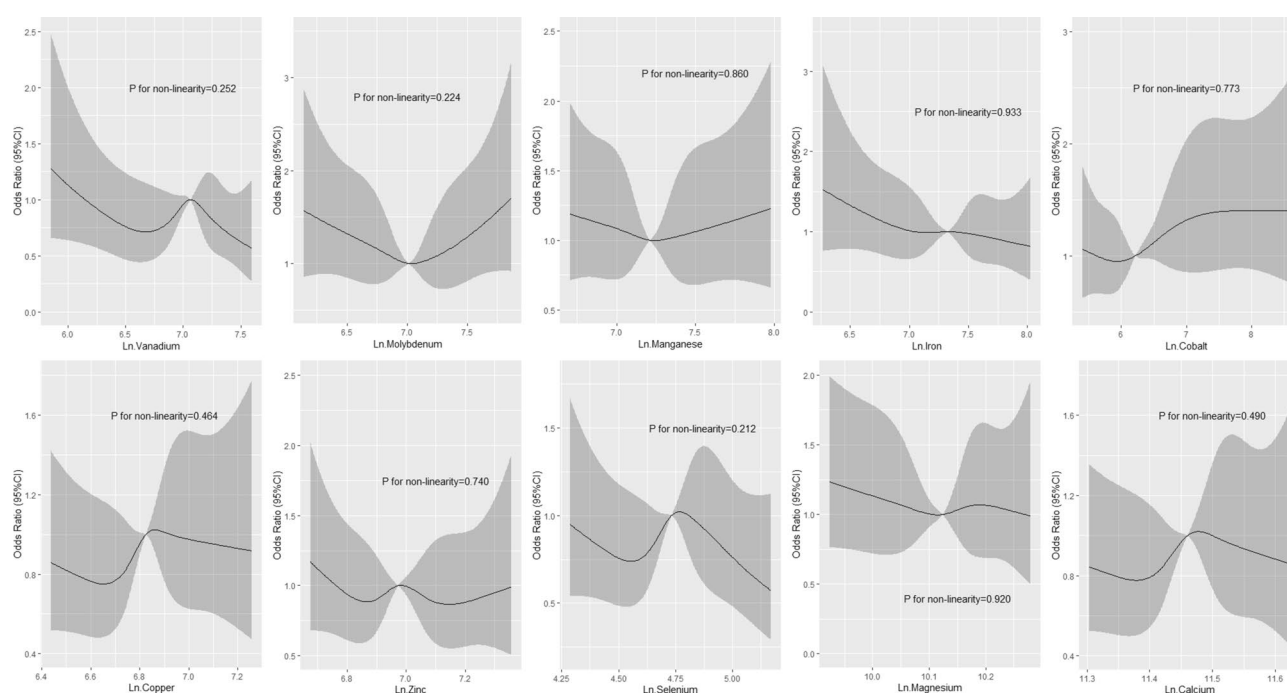 2.5
2.0
1.5
1.0
0.5
0.0
Odds Ratio (95%CI)
P for non-linearity=0.252
6.0
6.5
7.0
7.5
Ln.Vanadium
3
2
1
Odds Ratio (95%CI)
P for non-linearity=0.224
6.5
7.0
7.5
Ln.Molybdenum
2.5
2.0
1.5
1.0
0.5
Odds Ratio (95%CI)
P for non-linearity=0.860
7.0
7.5
8.0
Ln.Manganese
3
2
1
0
Odds Ratio (95%CI)
P for non-linearity=0.933
6.5
7.0
7.5
8.0
Ln.Iron
3
2
1
Odds Ratio (95%CI)
P for non-linearity=0.773
6
7
8
Ln.Cobalt
1.6
1.2
0.8
0.4
Odds Ratio (95%CI)
P for non-linearity=0.464
6.4
6.6
6.8
7.0
7.2
Ln.Copper
2.5
2.0
1.5
1.0
0.5
Odds Ratio (95%CI)
P for non-linearity=0.740
6.8
7.0
7.2
7.4
Ln.Zinc
2.0
1.5
1.0
0.5
Odds Ratio (95%CI)
P for non-linearity=0.212
4.25
4.50
4.75
5.00
Ln.Selenium
2.0
1.5
1.0
0.5
0.0
Odds Ratio (95%CI)
P for non-linearity=0.920
10.0
10.1
10.2
Ln.Magnesium
1.6
1.2
0.8
0.4
Odds Ratio (95%CI)
P for non-linearity=0.490
11.3
11.4
11.5
11.6
Ln.Calcium